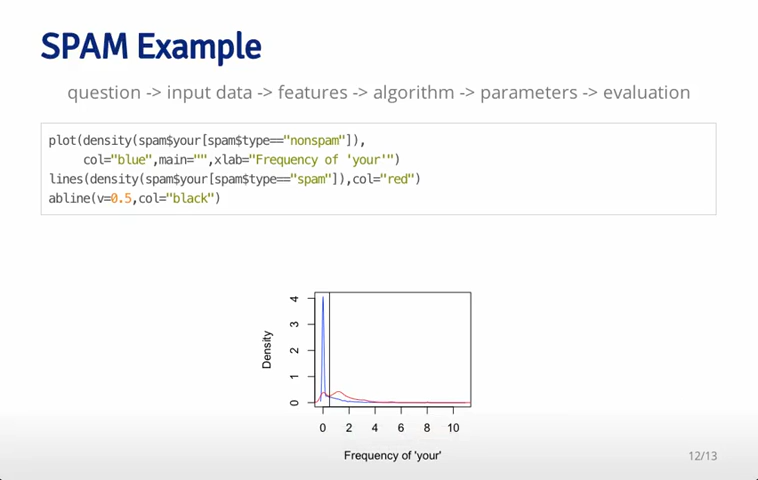 SPAM Example
question -> input data -> features -> algorithm -> parameters -> evaluation
plot(density(spam$your[spam$type=="nonspam"]),
     col="blue",main="",xlab="Frequency of 'your'")
lines(density(spam$your[spam$type=="spam"]),col="red")
abline(v=0.5,col="black")
4
3
2
1
0
Density
0 2 4 6 8 10
Frequency of 'your'
12/13